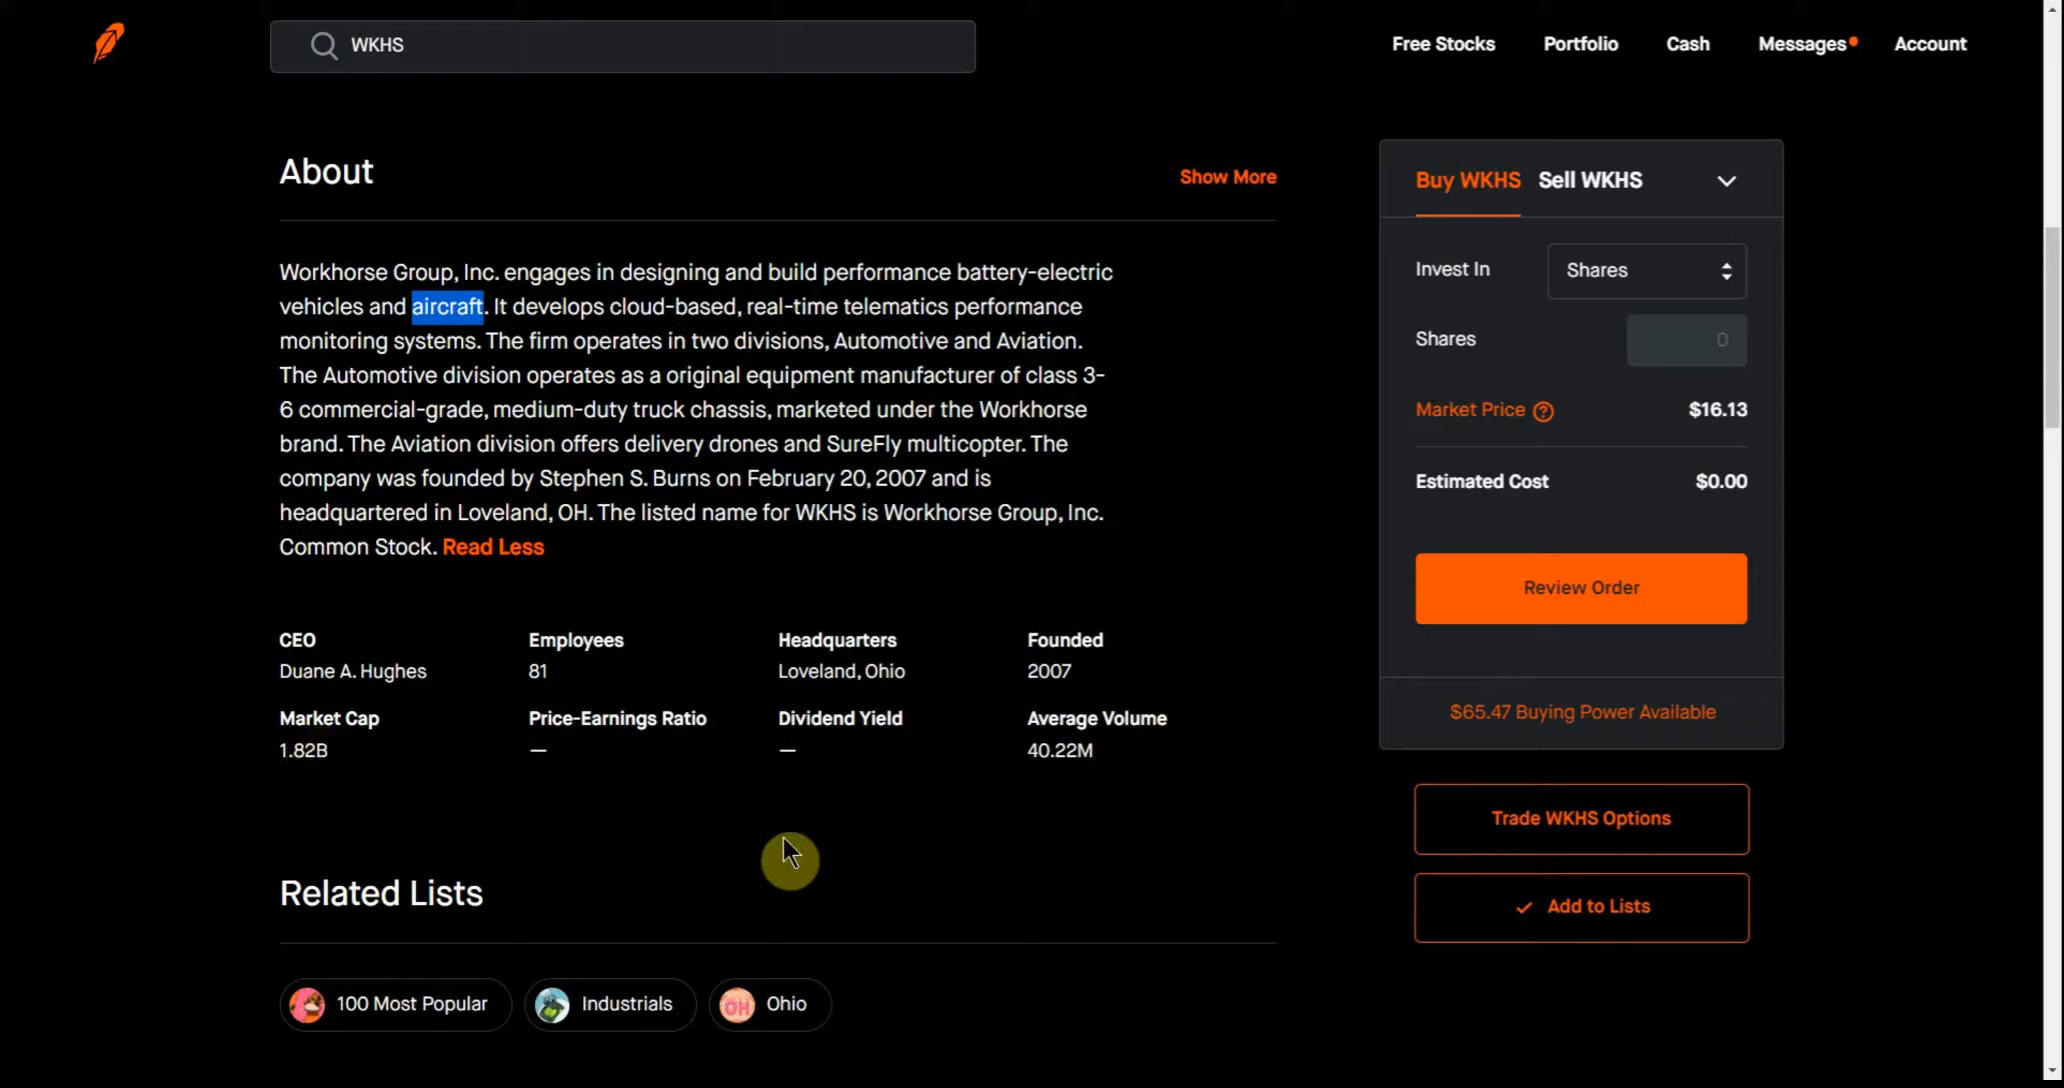 WKHS
Free Stocks
Portfolio
Cash
Messages
Account
About
Show More
Workhorse Group, Inc. engages in designing and build performance battery-electric
vehicles and aircraft. It develops cloud-based, real-time telematics performance
monitoring systems. The firm operates in two divisions, Automotive and Aviation.
The Automotive division operates as a original equipment manufacturer of class 3-
6 commercial-grade, medium-duty truck chassis, marketed under the Workhorse
brand. The Aviation division offers delivery drones and SureFly multicopter. The
company was founded by Stephen S. Burns on February 20, 2007 and is
headquartered in Loveland, OH. The listed name for WKHS is Workhorse Group, Inc.
Common Stock. Read Less
CEO
Duane A. Hughes
Employees
81
Headquarters
Loveland, Ohio
Founded
2007
Market Cap
1.82B
Price-Earnings Ratio
—
Dividend Yield
—
Average Volume
40.22M
Related Lists
100 Most Popular
Industrials
OH
Ohio
Buy WKHS
Sell WKHS
Invest In
Shares
Shares
0
Market Price ?
$16.13
Estimated Cost
$0.00
Review Order
$65.47 Buying Power Available
Trade WKHS Options
✓ Add to Lists